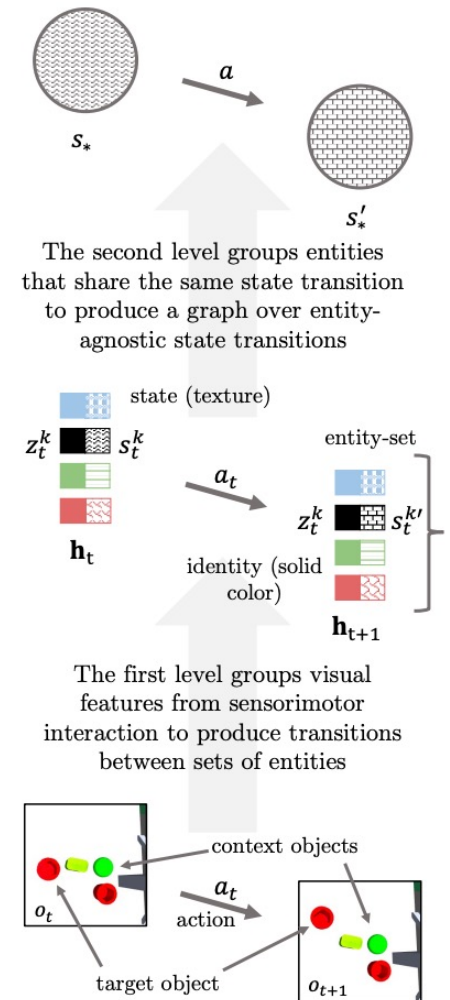 a
s_*
s'_*
The second level groups entities
that share the same state transition
to produce a graph over entity-
agnostic state transitions
state (texture)
z_t^k s_t^k
entity-set
a_t
z_t^k s_t^{k'}
h_t
identity (solid
color)
h_{t+1}
The first level groups visual
features from sensorimotor
interaction to produce transitions
between sets of entities
context objects
a_t
action
o_t
target object
o_{t+1}